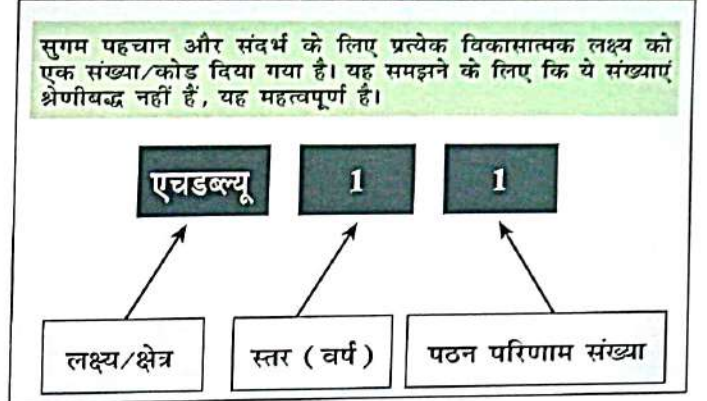 सुगम पहचान और संदर्भ के लिए प्रत्येक विकासात्मक लक्ष्य को
एक संख्या/कोड दिया गया है। यह समझने के लिए कि ये संख्याएं
श्रेणीबद्ध नहीं हैं, यह महत्वपूर्ण है।
एचडब्ल्यू 1 1
लक्ष्य/क्षेत्र स्तर (वर्ष) पठन परिणाम संख्या